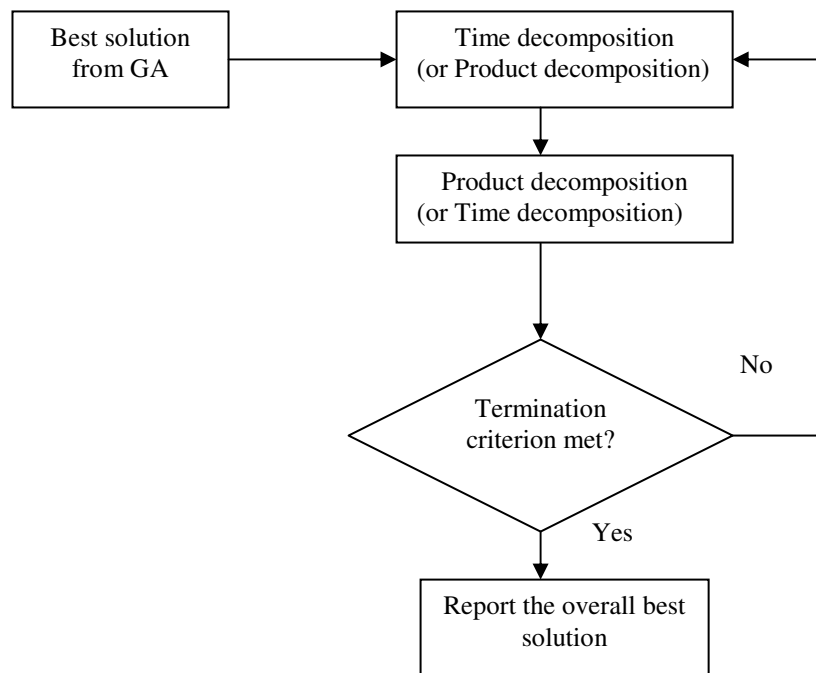 Best solution
from GA
Time decomposition
(or Product decomposition)
Product decomposition
(or Time decomposition)
No
Termination
criterion met?
Yes
Report the overall best
solution